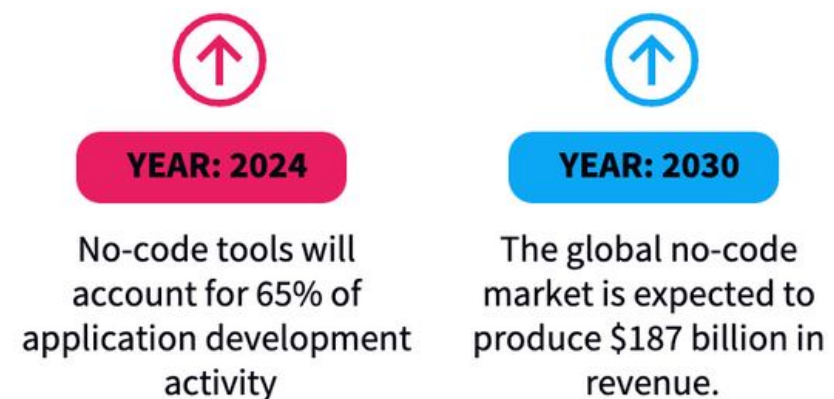 YEAR: 2024
No-code tools will
account for 65% of
application development
activity
YEAR: 2030
The global no-code
market is expected to
produce $187 billion in
revenue.